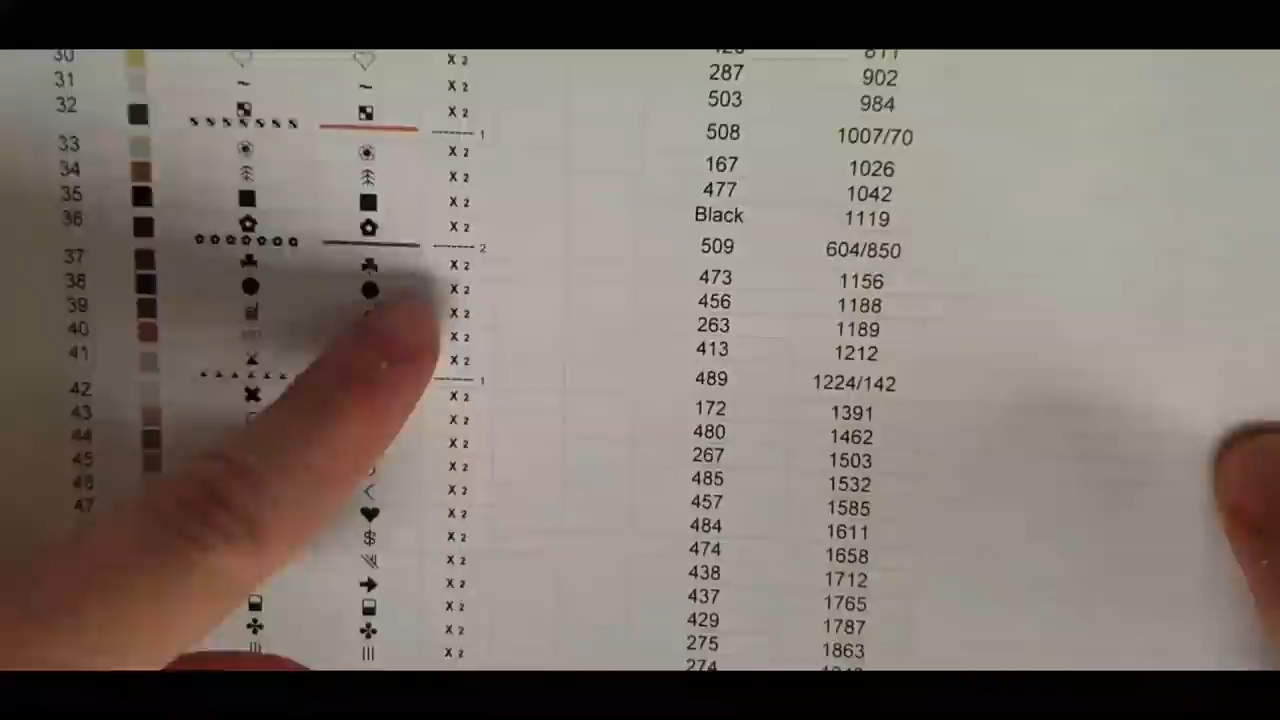 811
30 X 2 287 902
31 ~ X 2 503 984
32 X 2 508 1007/70
1
33 X 2 167 1026
34 X 2 477 1042
35 X 2 Black 1119
36 X 2 509 604/850
2
37 X 2 473 1156
38 X 2 456 1188
39 X 2 263 1189
40 X 2 413 1212
41 X 2 489 1224/142
1
42 X 2 172 1391
43 X 2 480 1462
44 X 2 267 1503
45 X 2 485 1532
46 < X 2 457 1585
47 X 2 484 1611
$ X 2 474 1658
X 2 438 1712
X 2 437 1765
X 2 429 1787
X 2 275 1863
X 2 274